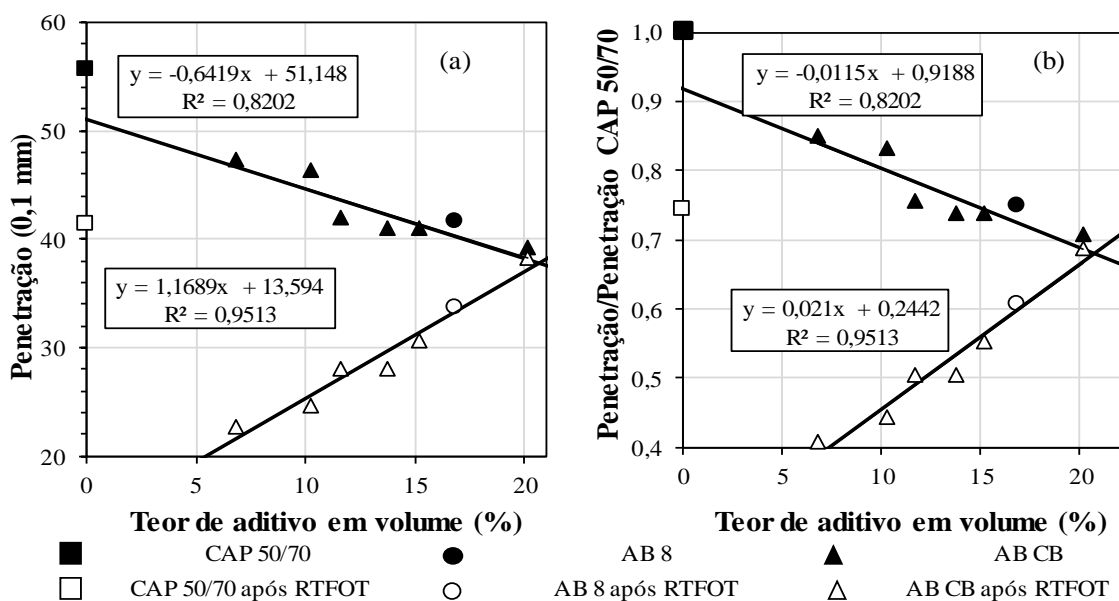 (a)
y = -0,6419x + 51,148
R² = 0,8202
y = 1,1689x + 13,594
R² = 0,9513
Penetração (0,1 mm)
60
50
40
30
20
0 5 10 15 20
Teor de aditivo em volume (%)
(b)
y = -0,0115x + 0,9188
R² = 0,8202
y = 0,021x + 0,2442
R² = 0,9513
Penetração/Penetração CAP 50/70
1,0
0,9
0,8
0,7
0,6
0,5
0,4
0 5 10 15 20
Teor de aditivo em volume (%)
CAP 50/70 AB 8 AB CB
CAP 50/70 após RTFOT AB 8 após RTFOT AB CB após RTFOT